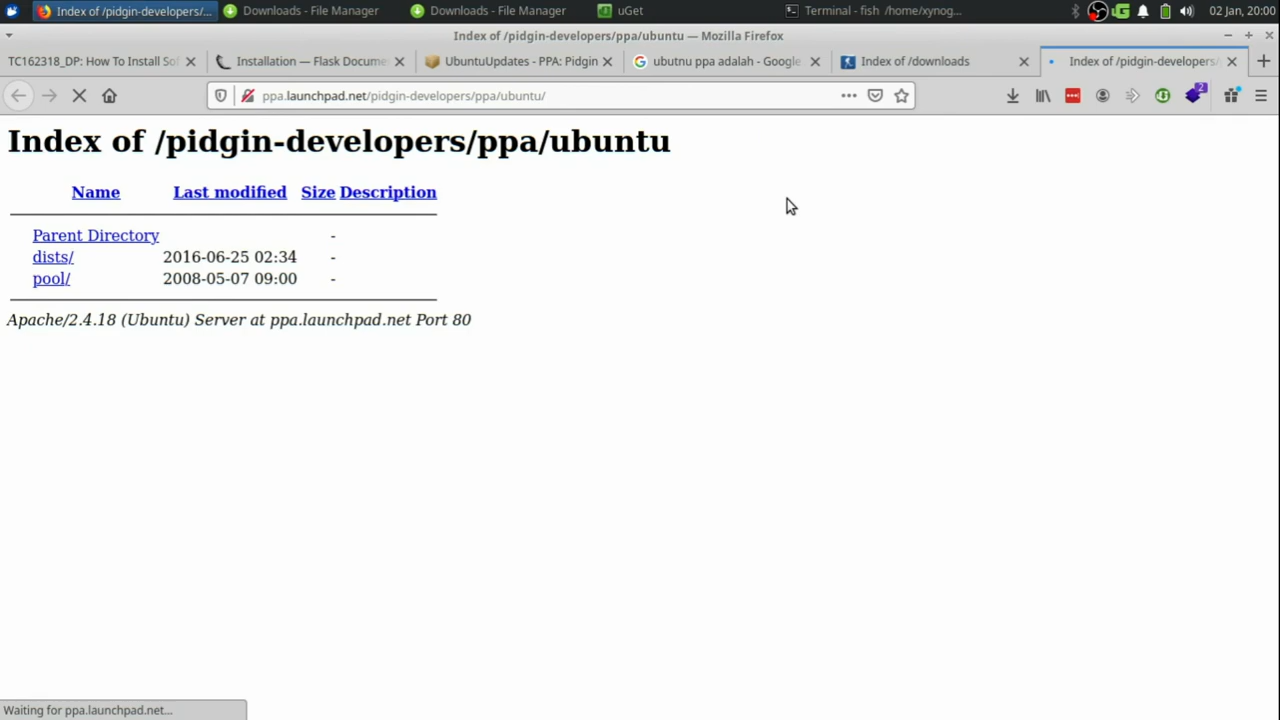 Index of /pidgin-developers/... Downloads - File Manager Downloads - File Manager uGet Terminal - fish /home/xynog... 02 Jan, 20:00
Index of /pidgin-developers/ppa/ubuntu — Mozilla Firefox
TC162318_DP: How To Install Sof Installation — Flask Docume UbuntuUpdates - PPA: Pidgin ubutnu ppa adalah - Google Index of /downloads Index of /pidgin-developers/
ppa.launchpad.net/pidgin-developers/ppa/ubuntu/ 2
Index of /pidgin-developers/ppa/ubuntu
Name Last modified Size Description
Parent Directory -
dists/ 2016-06-25 02:34 -
pool/ 2008-05-07 09:00 -
Apache/2.4.18 (Ubuntu) Server at ppa.launchpad.net Port 80
Waiting for ppa.launchpad.net...